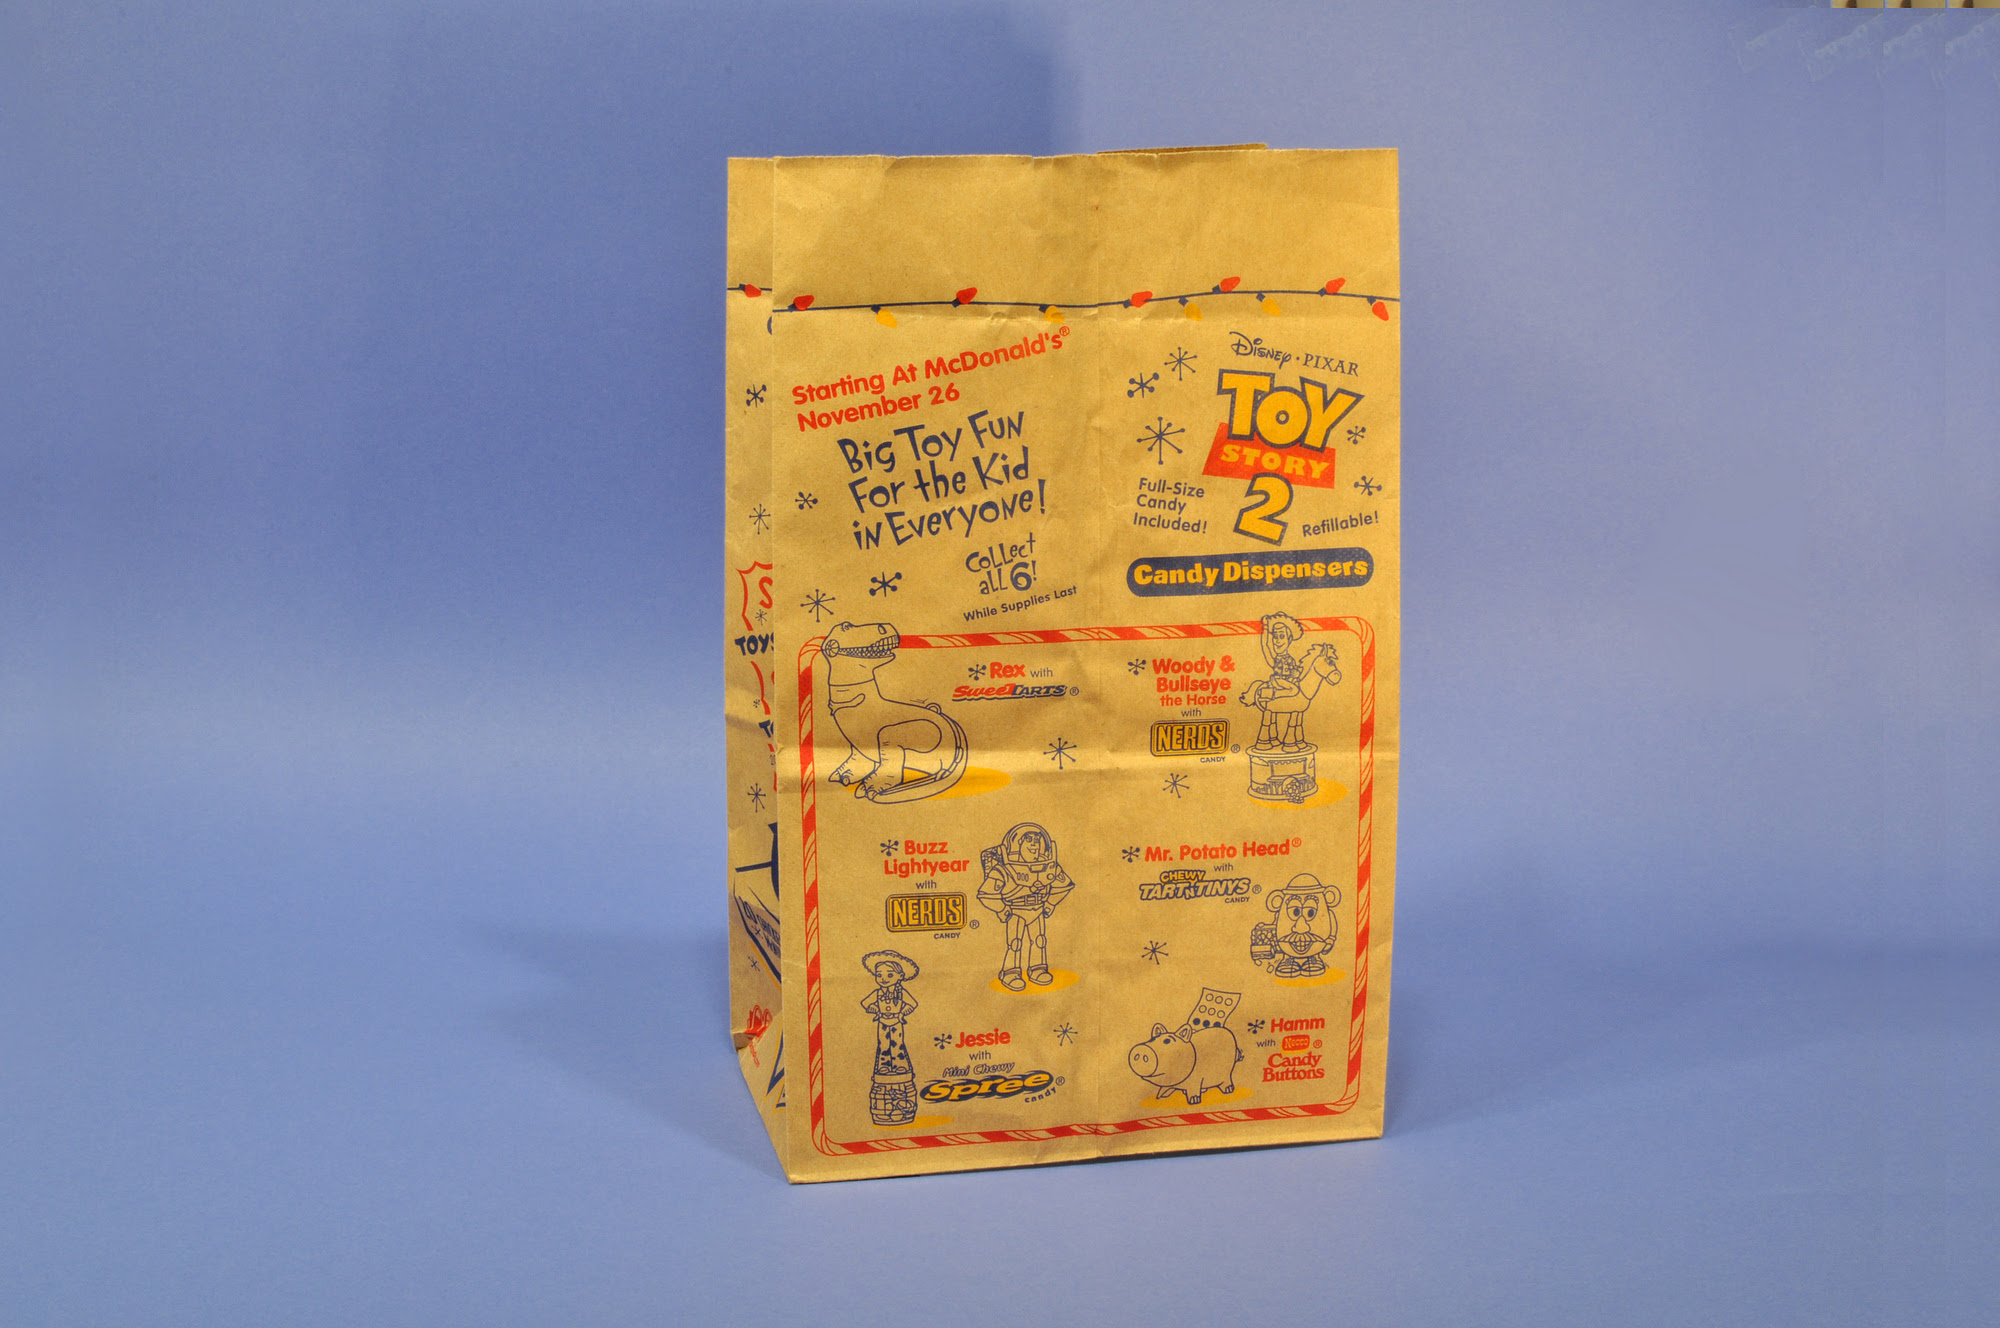 Starting At McDonald's®
November 26
Big Toy Fun
For the Kid
in Everyone!
Collect
all 6!
While Supplies Last
Disney · PIXAR
TOY
STORY
2
Full-Size
Candy
Included!
Refillable!
Candy Dispensers
Rex with
SweeTARTS®
Woody &
Bullseye
the Horse
with
NERDS®
CANDY
Buzz
Lightyear
with
NERDS®
CANDY
Mr. Potato Head®
with
CHEWY
TART N TINYS®
CANDY
Jessie
with
Mini Chewy
Spree®
candy
Hamm
with Necco®
Candy
Buttons
TOYS